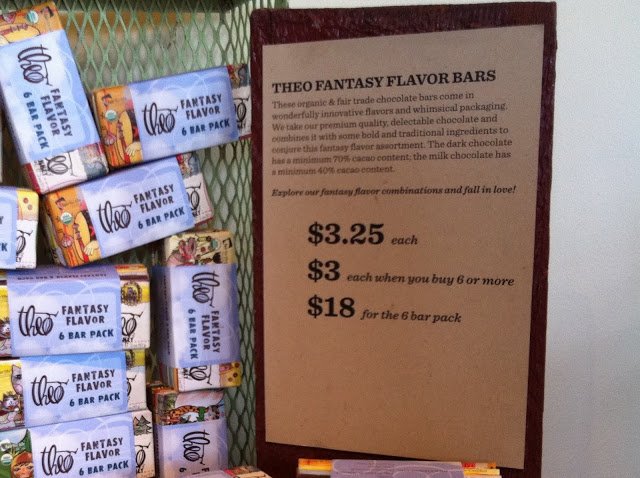 THEO FANTASY FLAVOR BARS
These organic & fair trade chocolate bars come in
wonderfully innovative flavors and whimsical packaging.
We take our premium quality, delectable chocolate and
combines it with some bold and traditional ingredients to
conjure this fantasy flavor assortment. The dark chocolate
has a minimum 70% cacao content; the milk chocolate has
a minimum 40% cacao content.
Explore our fantasy flavor combinations and fall in love!
$3.25 each
$3 each when you buy 6 or more
$18 for the 6 bar pack
theo FANTASY
FLAVOR
6 BAR PACK
theo FANTASY
FLAVOR
6 BAR PACK
theo FANTASY
FLAVOR
6 BAR PACK
theo FANTASY
FLAVOR
6 BAR PACK
theo FANTASY
FLAVOR
6 BAR PACK
theo FANTASY
FLAVOR
6 BAR PACK
theo FANTASY
FLAVOR
6 BAR PACK